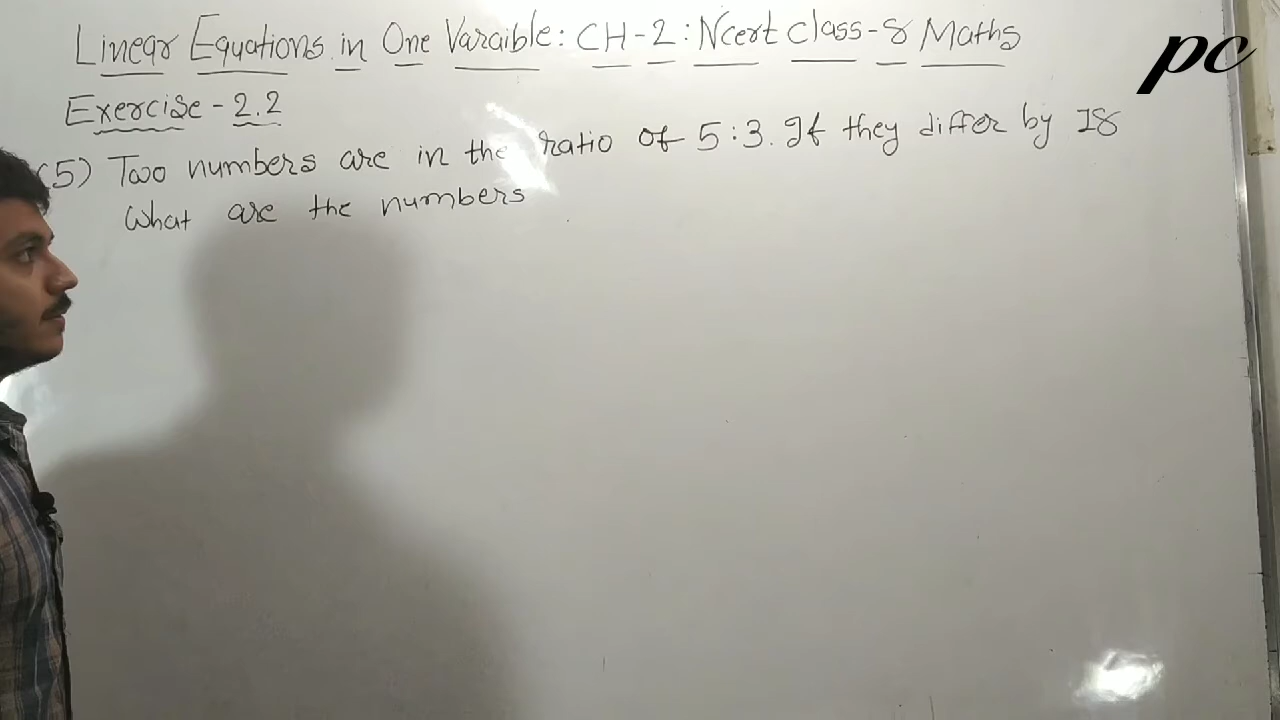 Linear Equations in One Varaible: CH-2: Ncert Class-8 Maths
pc
Exercise - 2.2
(5) Two numbers are in the ratio of 5:3. If they differ by 18
What are the numbers